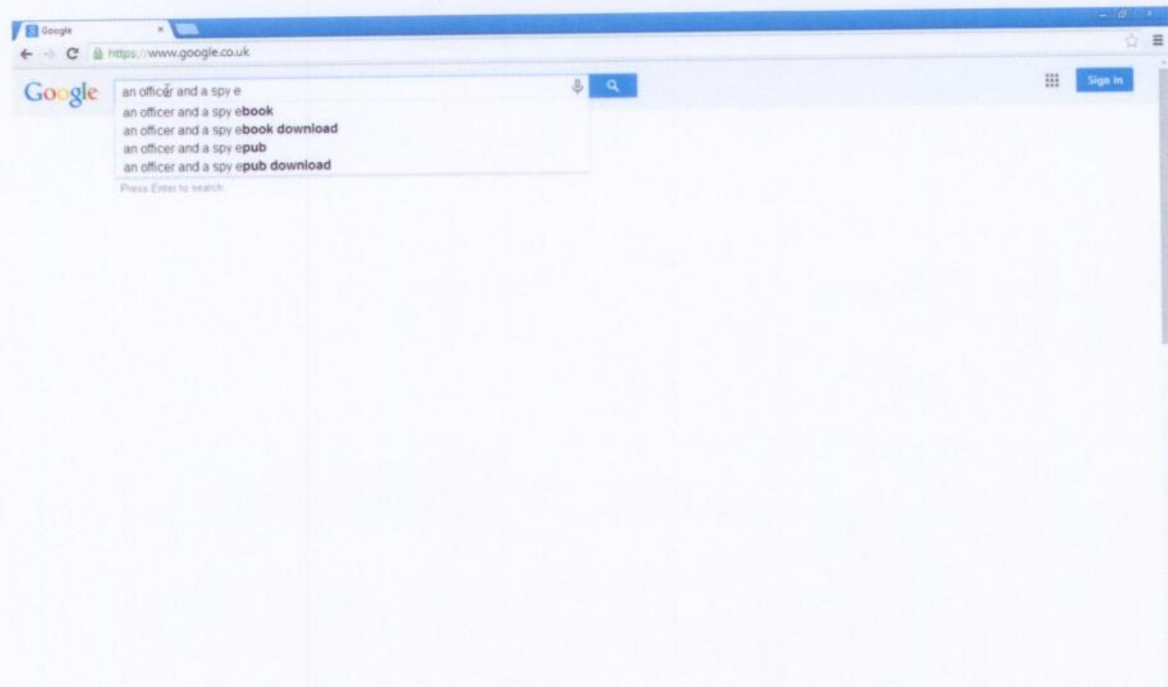 Google
https://www.google.co.uk
Google an officer and a spy e Sign in
an officer and a spy ebook
an officer and a spy ebook download
an officer and a spy epub
an officer and a spy epub download
Press Enter to search.